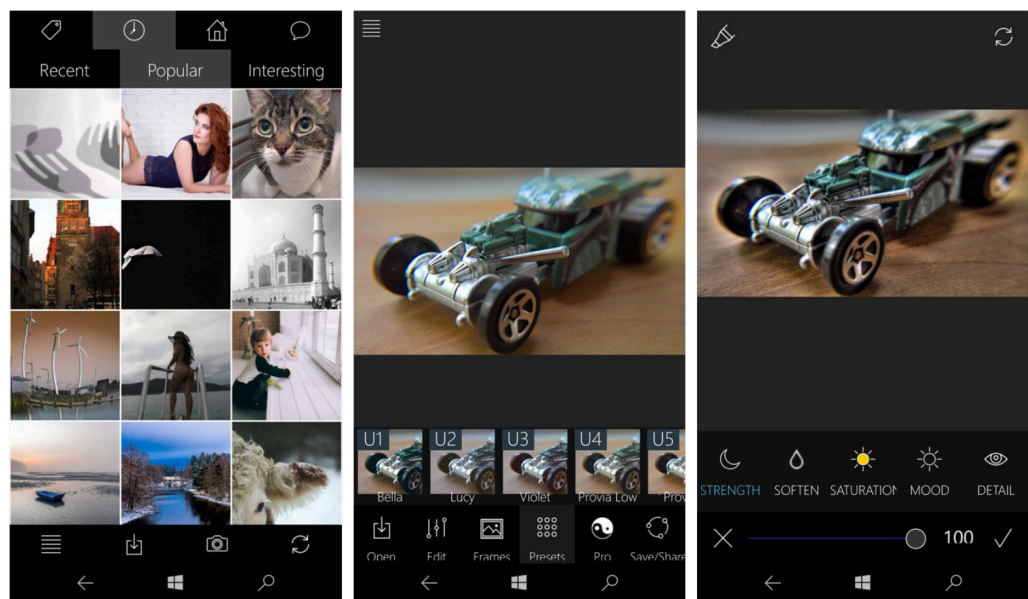 Recent Popular Interesting
U1 U2 U3 U4 U5
Bella Lucy Violet Provia Low Prov
Open Edit Frames Presets Pro Save/Share
STRENGTH SOFTEN SATURATION MOOD DETAIL
100